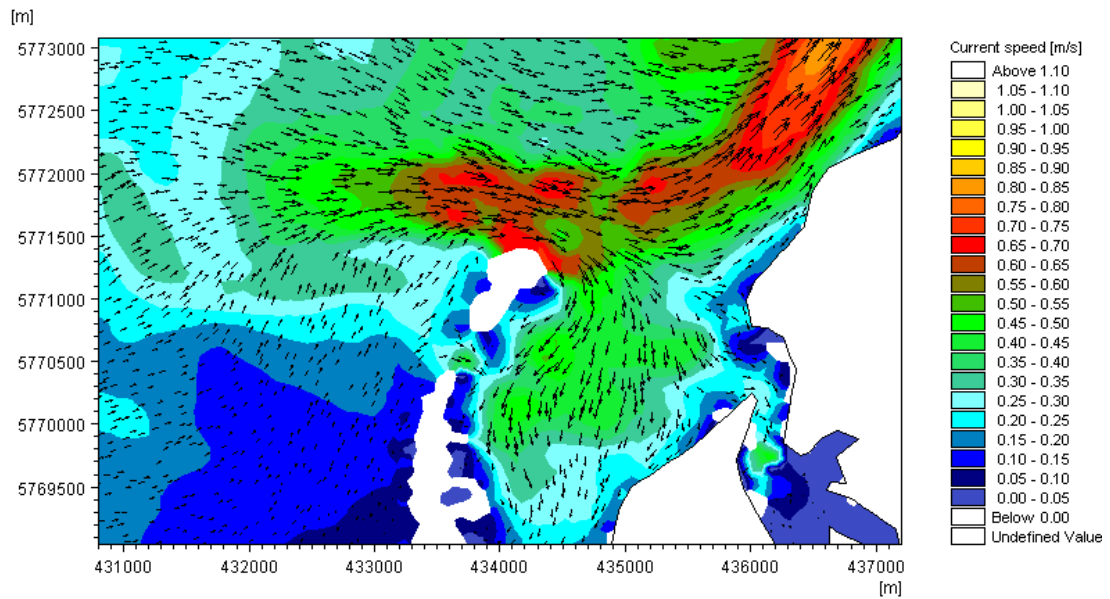 [m]
5773000
5772500
5772000
5771500
5771000
5770500
5770000
5769500
431000 432000 433000 434000 435000 436000 437000
[m]
Current speed [m/s]
Above 1.10
1.05 - 1.10
1.00 - 1.05
0.95 - 1.00
0.90 - 0.95
0.85 - 0.90
0.80 - 0.85
0.75 - 0.80
0.70 - 0.75
0.65 - 0.70
0.60 - 0.65
0.55 - 0.60
0.50 - 0.55
0.45 - 0.50
0.40 - 0.45
0.35 - 0.40
0.30 - 0.35
0.25 - 0.30
0.20 - 0.25
0.15 - 0.20
0.10 - 0.15
0.05 - 0.10
0.00 - 0.05
Below 0.00
Undefined Value